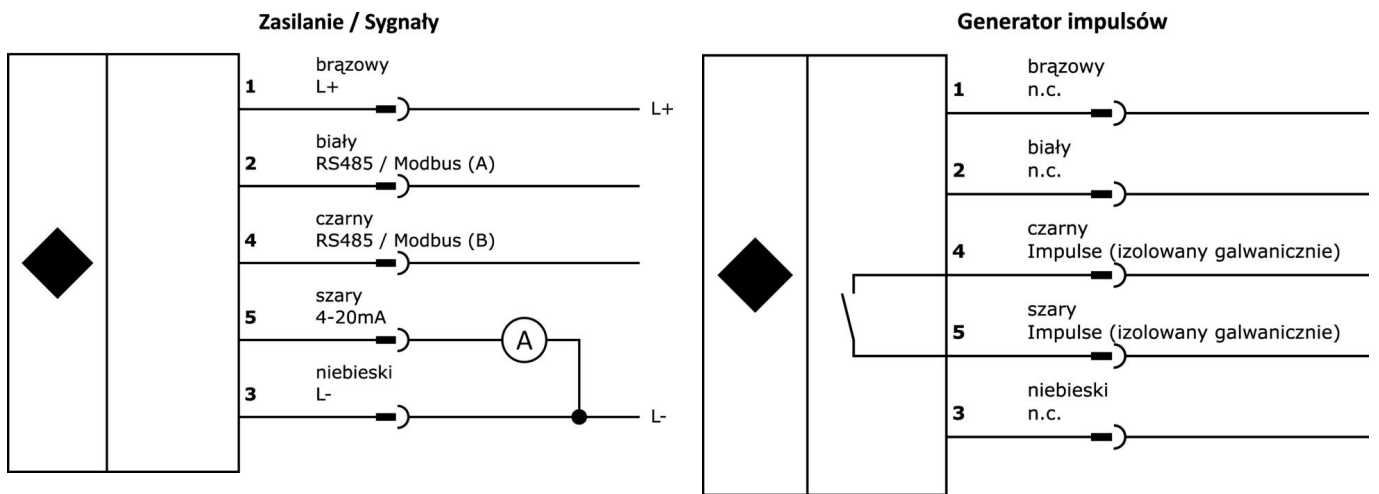 Zasilanie / Sygnały
brązowy
1 L+
L+
biały
2 RS485 / Modbus (A)
czarny
4 RS485 / Modbus (B)
szary
5 4-20mA
A
niebieski
3 L-
L-
Generator impulsów
brązowy
1 n.c.
biały
2 n.c.
czarny
4 Impulse (izolowany galwanicznie)
szary
5 Impulse (izolowany galwanicznie)
niebieski
3 n.c.